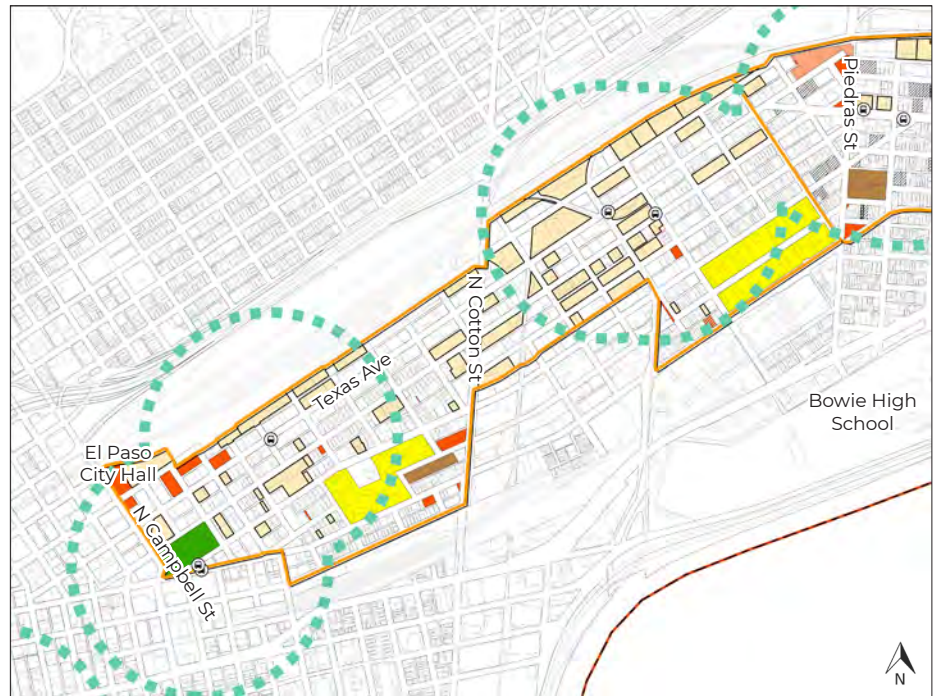 Piedras St
N Cotton St
Texas Ave
Bowie High
School
El Paso
City Hall
N Campbell St
N